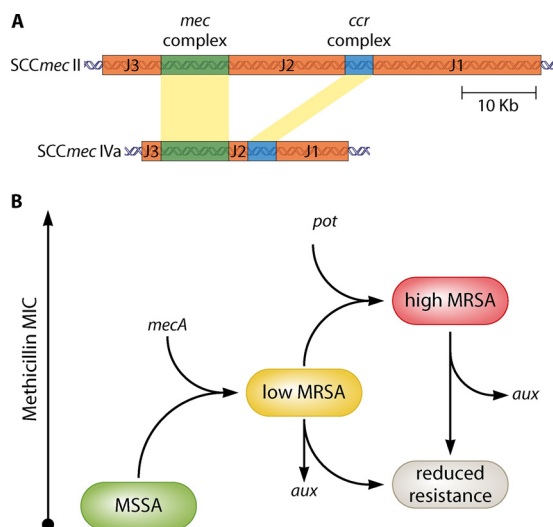 A
mec
complex
ccr
complex
SCCmec II
J3
J2
J1
10 Kb
SCCmec IVa
J3
J2
J1
B
Methicillin MIC
pot
high MRSA
mecA
low MRSA
aux
aux
MSSA
reduced
resistance